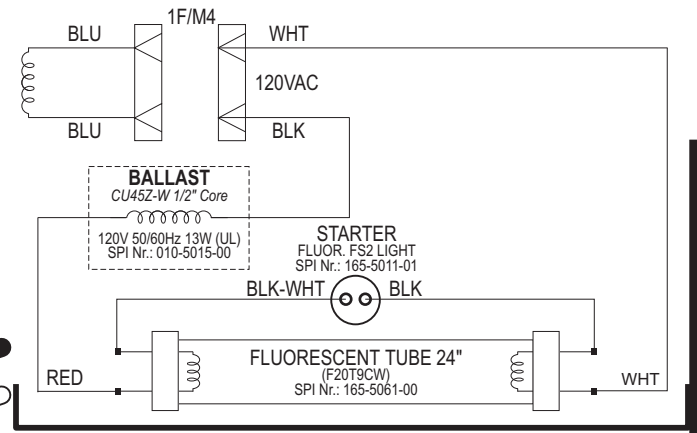 1F/M4
BLU
WHT
120VAC
BLU
BLK
BALLAST
CU45Z-W 1/2" Core
120V 50/60Hz 13W (UL)
SPI Nr.: 010-5015-00
STARTER
FLUOR. FS2 LIGHT
SPI Nr.: 165-5011-01
BLK-WHT
BLK
FLUORESCENT TUBE 24"
(F20T9CW)
SPI Nr.: 165-5061-00
RED
WHT